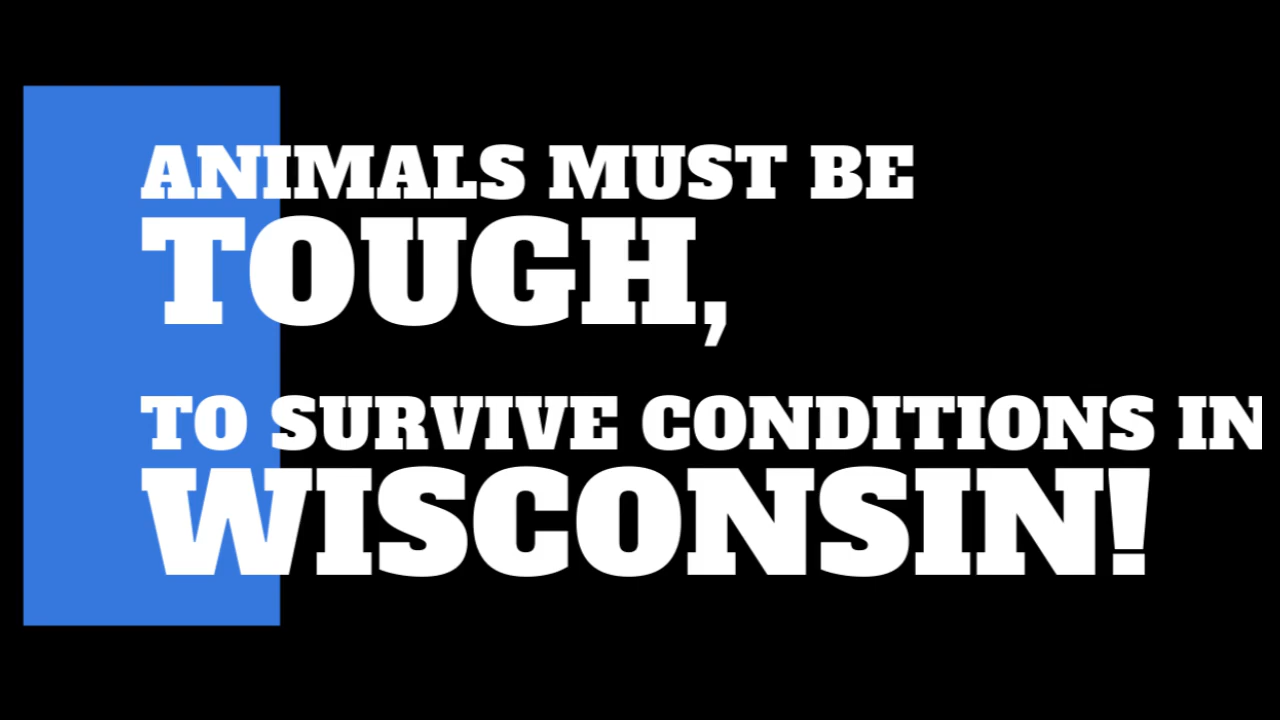 ANIMALS MUST BE
TOUGH,
TO SURVIVE CONDITIONS IN
WISCONSIN!